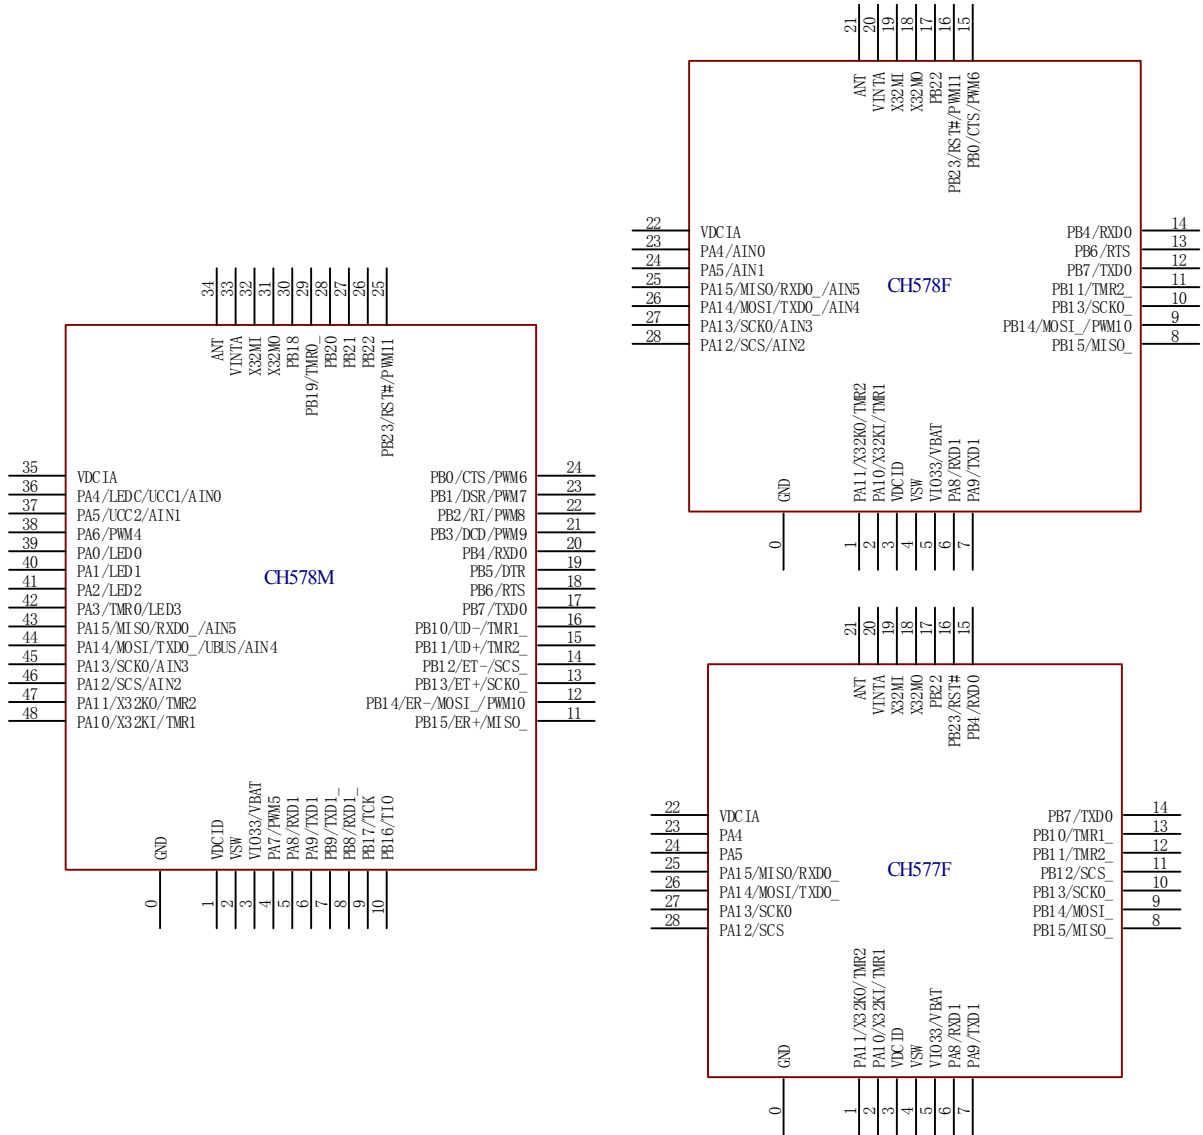 34 33 32 31 30 29 28 27 26 25
ANT
VINTA
X32MI
X32MO
PB18
PB19/TMR0_
PB20
PB21
PB22
PB23/RST#/PWM11
35 VDCIA
36 PA4/LEDC/UCC1/AIN0
37 PA5/UCC2/AIN1
38 PA6/PWM4
39 PA0/LED0
40 PA1/LED1
41 PA2/LED2
42 PA3/TMR0/LED3
43 PA15/MISO/RXD0_/AIN5
44 PA14/MOSI/TXD0_/UBUS/AIN4
45 PA13/SCK0/AIN3
46 PA12/SCS/AIN2
47 PA11/X32KO/TMR2
48 PA10/X32KI/TMR1
CH578M
PB0/CTS/PWM6 24
PB1/DSR/PWM7 23
PB2/RI/PWM8 22
PB3/DCD/PWM9 21
PB4/RXD0 20
PB5/DTR 19
PB6/RTS 18
PB7/TXD0 17
PB10/UD-/TMR1_ 16
PB11/UD+/TMR2_ 15
PB12/ET-/SCS_ 14
PB13/ET+/SCK0_ 13
PB14/ER-/MOSI_/PWM10 12
PB15/ER+/MISO_ 11
GND
VDCID
VSW
VIO33/VBAT
PA7/PWM5
PA8/RXD1
PA9/TXD1
PB9/TXD1_
PB8/RXD1_
PB17/TCK
PB16/TIO
0 1 2 3 4 5 6 7 8 9 10
21 20 19 18 17 16 15
ANT
VINTA
X32MI
X32MO
PB22
PB23/RST#/PWM11
PB0/CTS/PWM6
22 VDCIA
23 PA4/AIN0
24 PA5/AIN1
25 PA15/MISO/RXD0_/AIN5
26 PA14/MOSI/TXD0_/AIN4
27 PA13/SCK0/AIN3
28 PA12/SCS/AIN2
CH578F
PB4/RXD0 14
PB6/RTS 13
PB7/TXD0 12
PB11/TMR2_ 11
PB13/SCK0_ 10
PB14/MOSI_/PWM10 9
PB15/MISO_ 8
GND
PA11/X32KO/TMR2
PA10/X32KI/TMR1
VDCID
VSW
VIO33/VBAT
PA8/RXD1
PA9/TXD1
0 1 2 3 4 5 6 7
21 20 19 18 17 16 15
ANT
VINTA
X32MI
X32MO
PB22
PB23/RST#
PB4/RXD0
22 VDCIA
23 PA4
24 PA5
25 PA15/MISO/RXD0_
26 PA14/MOSI/TXD0_
27 PA13/SCK0
28 PA12/SCS
CH577F
PB7/TXD0 14
PB10/TMR1_ 13
PB11/TMR2_ 12
PB12/SCS_ 11
PB13/SCK0_ 10
PB14/MOSI_ 9
PB15/MISO_ 8
GND
PA11/X32KO/TMR2
PA10/X32KI/TMR1
VDCID
VSW
VIO33/VBAT
PA8/RXD1
PA9/TXD1
0 1 2 3 4 5 6 7